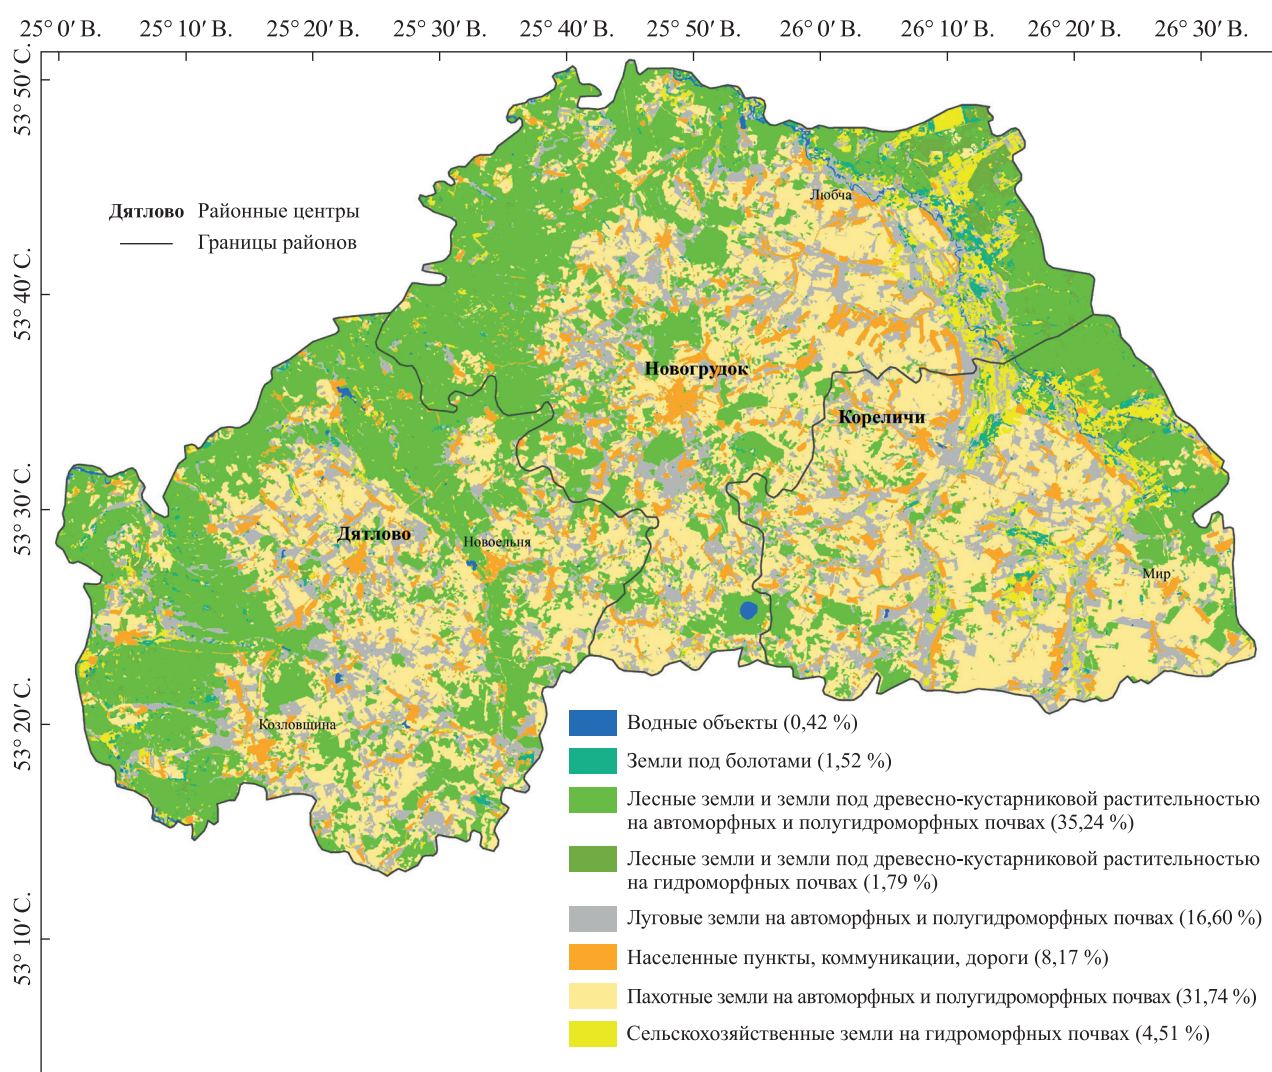 25° 0′ В. 25° 10′ В. 25° 20′ В. 25° 30′ В. 25° 40′ В. 25° 50′ В. 26° 0′ В. 26° 10′ В. 26° 20′ В. 26° 30′ В.
53° 50′ С.
53° 40′ С.
53° 30′ С.
53° 20′ С.
53° 10′ С.
Дятлово Районные центры
Границы районов
Любча
Новогрудок
Кореличи
Дятлово
Новоельня
Мир
Козловщина
Водные объекты (0,42 %)
Земли под болотами (1,52 %)
Лесные земли и земли под древесно-кустарниковой растительностью
на автоморфных и полугидроморфных почвах (35,24 %)
Лесные земли и земли под древесно-кустарниковой растительностью
на гидроморфных почвах (1,79 %)
Луговые земли на автоморфных и полугидроморфных почвах (16,60 %)
Населенные пункты, коммуникации, дороги (8,17 %)
Пахотные земли на автоморфных и полугидроморфных почвах (31,74 %)
Сельскохозяйственные земли на гидроморфных почвах (4,51 %)